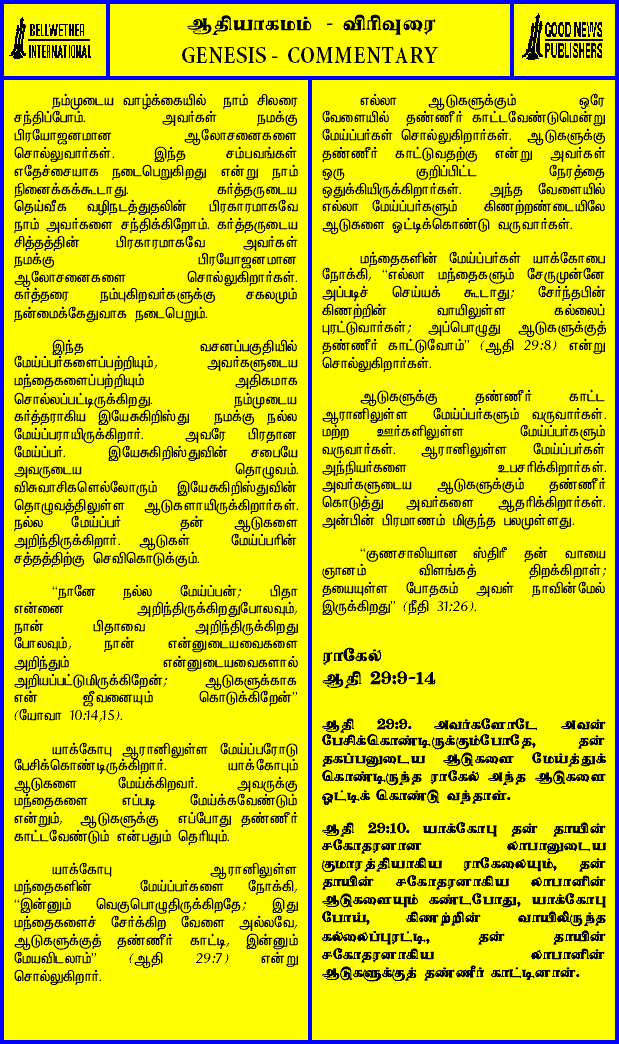 BELLWETHER
INTERNATIONAL
ஆதியாகமம் - விரிவுரை
GENESIS - COMMENTARY
GOOD NEWS
PUBLISHERS
நம்முடைய வாழ்க்கையில் நாம் சிலரை
சந்திப்போம். அவர்கள் நமக்கு
பிரயோஜனமான ஆலோசனைகளை
சொல்லுவார்கள். இந்த சம்பவங்கள்
எதேச்சையாக நடைபெறுகிறது என்று நாம்
நினைக்கக்கூடாது. கர்த்தருடைய
தெய்வீக வழிநடத்துதலின் பிரகாரமாகவே
நாம் அவர்களை சந்திக்கிறோம். கர்த்தருடைய
சித்தத்தின் பிரகாரமாகவே அவர்கள்
நமக்கு பிரயோஜனமான
ஆலோசனைகளை சொல்லுகிறார்கள்.
கர்த்தரை நம்புகிறவர்களுக்கு சகலமும்
நன்மைக்கேதுவாக நடைபெறும்.
இந்த வசனப்பகுதியில்
மேய்ப்பர்களைப்பற்றியும், அவர்களுடைய
மந்தைகளைப்பற்றியும் அதிகமாக
சொல்லப்பட்டிருக்கிறது. நம்முடைய
கர்த்தராகிய இயேசுகிறிஸ்து நமக்கு நல்ல
மேய்ப்பராயிருக்கிறார். அவரே பிரதான
மேய்ப்பர். இயேசுகிறிஸ்துவின் சபையே
அவருடைய தொழுவம்.
விசுவாசிகளெல்லோரும் இயேசுகிறிஸ்துவின்
தொழுவத்திலுள்ள ஆடுகளாயிருக்கிறார்கள்.
நல்ல மேய்ப்பர் தன் ஆடுகளை
அறிந்திருக்கிறார். ஆடுகள் மேய்ப்பரின்
சத்தத்திற்கு செவிகொடுக்கும்.
“நானே நல்ல மேய்ப்பன்; பிதா
என்னை அறிந்திருக்கிறதுபோலவும்,
நான் பிதாவை அறிந்திருக்கிறது
போலவும், நான் என்னுடையவைகளை
அறிந்தும் என்னுடையவைகளால்
அறியப்பட்டுமிருக்கிறேன்; ஆடுகளுக்காக
என் ஜீவனையும் கொடுக்கிறேன்”
(யோவா 10:14,15).
யாக்கோபு ஆரானிலுள்ள மேய்ப்பரோடு
பேசிக்கொண்டிருக்கிறார். யாக்கோபும்
ஆடுகளை மேய்க்கிறவர். அவருக்கு
மந்தைகளை எப்படி மேய்க்கவேண்டும்
என்றும், ஆடுகளுக்கு எப்போது தண்ணீர்
காட்டவேண்டும் என்பதும் தெரியும்.
யாக்கோபு ஆரானிலுள்ள
மந்தைகளின் மேய்ப்பர்களை நோக்கி,
“இன்னும் வெகுபொழுதிருக்கிறதே; இது
மந்தைகளைச் சேர்க்கிற வேளை அல்லவே,
ஆடுகளுக்குத் தண்ணீர் காட்டி, இன்னும்
மேயவிடலாம்” (ஆதி 29:7) என்று
சொல்லுகிறார்.
எல்லா ஆடுகளுக்கும் ஒரே
வேளையில் தண்ணீர் காட்டவேண்டுமென்று
மேய்ப்பர்கள் சொல்லுகிறார்கள். ஆடுகளுக்கு
தண்ணீர் காட்டுவதற்கு என்று அவர்கள்
ஒரு குறிப்பிட்ட நேரத்தை
ஒதுக்கியிருக்கிறார்கள். அந்த வேளையில்
எல்லா மேய்ப்பர்களும் கிணற்றண்டையிலே
ஆடுகளை ஓட்டிக்கொண்டு வருவார்கள்.
மந்தைகளின் மேய்ப்பர்கள் யாக்கோபை
நோக்கி, “எல்லா மந்தைகளும் சேருமுன்னே
அப்படிச் செய்யக் கூடாது; சேர்ந்தபின்
கிணற்றின் வாயிலுள்ள கல்லைப்
புரட்டுவார்கள்; அப்பொழுது ஆடுகளுக்குத்
தண்ணீர் காட்டுவோம்” (ஆதி 29:8) என்று
சொல்லுகிறார்கள்.
ஆடுகளுக்கு தண்ணீர் காட்ட
ஆரானிலுள்ள மேய்ப்பர்களும் வருவார்கள்.
மற்ற ஊர்களிலுள்ள மேய்ப்பர்களும்
வருவார்கள். ஆரானிலுள்ள மேய்ப்பர்கள்
அந்நியர்களை உபசரிக்கிறார்கள்.
அவர்களுடைய ஆடுகளுக்கும் தண்ணீர்
கொடுத்து அவர்களை ஆதரிக்கிறார்கள்.
அன்பின் பிரமாணம் மிகுந்த பலமுள்ளது.
“குணசாலியான ஸ்திரீ தன் வாயை
ஞானம் விளங்கத் திறக்கிறாள்;
தயையுள்ள போதகம் அவள் நாவின்மேல்
இருக்கிறது” (நீதி 31:26).
ராகேல்
ஆதி 29:9-14
ஆதி 29:9. அவர்களோடே அவன்
பேசிக்கொண்டிருக்கும்போதே, தன்
தகப்பனுடைய ஆடுகளை மேய்த்துக்
கொண்டிருந்த ராகேல் அந்த ஆடுகளை
ஓட்டிக் கொண்டு வந்தாள்.
ஆதி 29:10. யாக்கோபு தன் தாயின்
சகோதரனான லாபானுடைய
குமாரத்தியாகிய ராகேலையும், தன்
தாயின் சகோதரனாகிய லாபானின்
ஆடுகளையும் கண்டபோது, யாக்கோபு
போய், கிணற்றின் வாயிலிருந்த
கல்லைப்புரட்டி, தன் தாயின்
சகோதரனாகிய லாபானின்
ஆடுகளுக்குத் தண்ணீர் காட்டினான்.